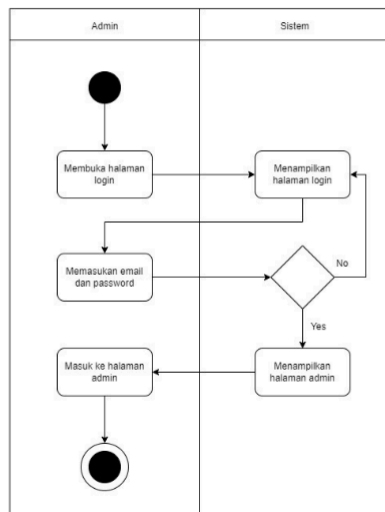 Admin
Sistem
Membuka halaman
login
Menampilkan
halaman login
Memasukan email
dan password
No
Yes
Masuk ke halaman
admin
Menampilkan
halaman admin